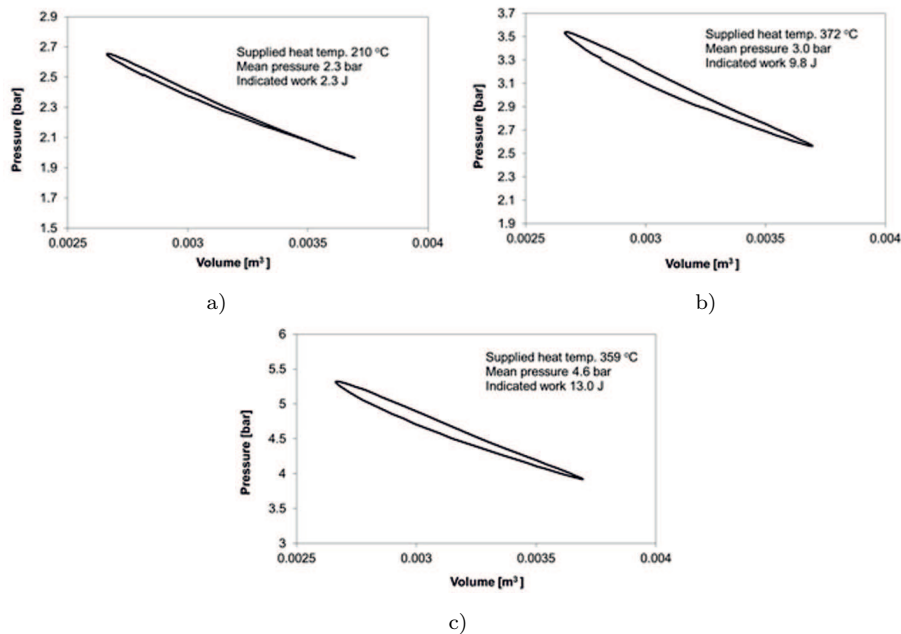 2.9
2.7
2.5
2.3
2.1
1.9
1.7
1.5
Pressure [bar]
Supplied heat temp. 210 °C
Mean pressure 2.3 bar
Indicated work 2.3 J
0.0025 0.003 0.0035 0.004
Volume [m³]
a)
3.7
3.5
3.3
3.1
2.9
2.7
2.5
2.3
2.1
1.9
Pressure [bar]
Supplied heat temp. 372 °C
Mean pressure 3.0 bar
Indicated work 9.8 J
0.0025 0.003 0.0035 0.004
Volume [m³]
b)
6
5.5
5
4.5
4
3.5
3
Pressure [bar]
Supplied heat temp. 359 °C
Mean pressure 4.6 bar
Indicated work 13.0 J
0.0025 0.003 0.0035 0.004
Volume [m³]
c)